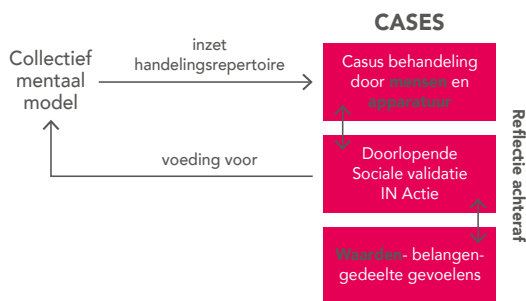 CASES
Collectief
mentaal
model
inzet
handelingsrepertoire
Casus behandeling
door mensen en
apparatuur
voeding voor
Doorlopende
Sociale validatie
IN Actie
Waarden- belangen-
gedeelte gevoelens
Reflectie achteraf